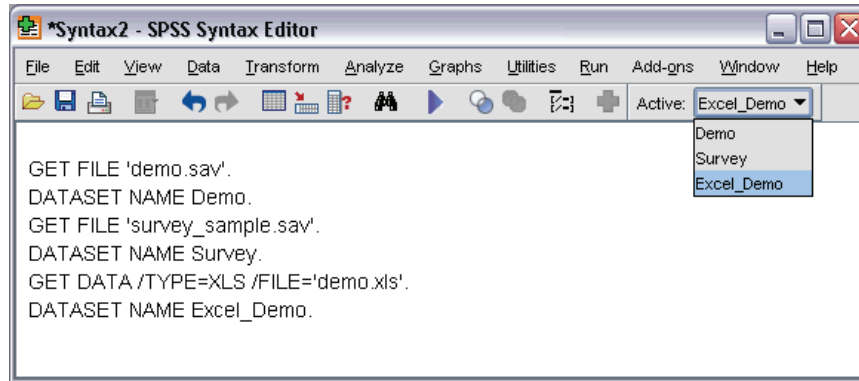 *Syntax2 - SPSS Syntax Editor
File Edit View Data Transform Analyze Graphs Utilities Run Add-ons Window Help
Active: Excel_Demo
Demo
Survey
Excel_Demo
GET FILE 'demo.sav'.
DATASET NAME Demo.
GET FILE 'survey_sample.sav'.
DATASET NAME Survey.
GET DATA /TYPE=XLS /FILE='demo.xls'.
DATASET NAME Excel_Demo.